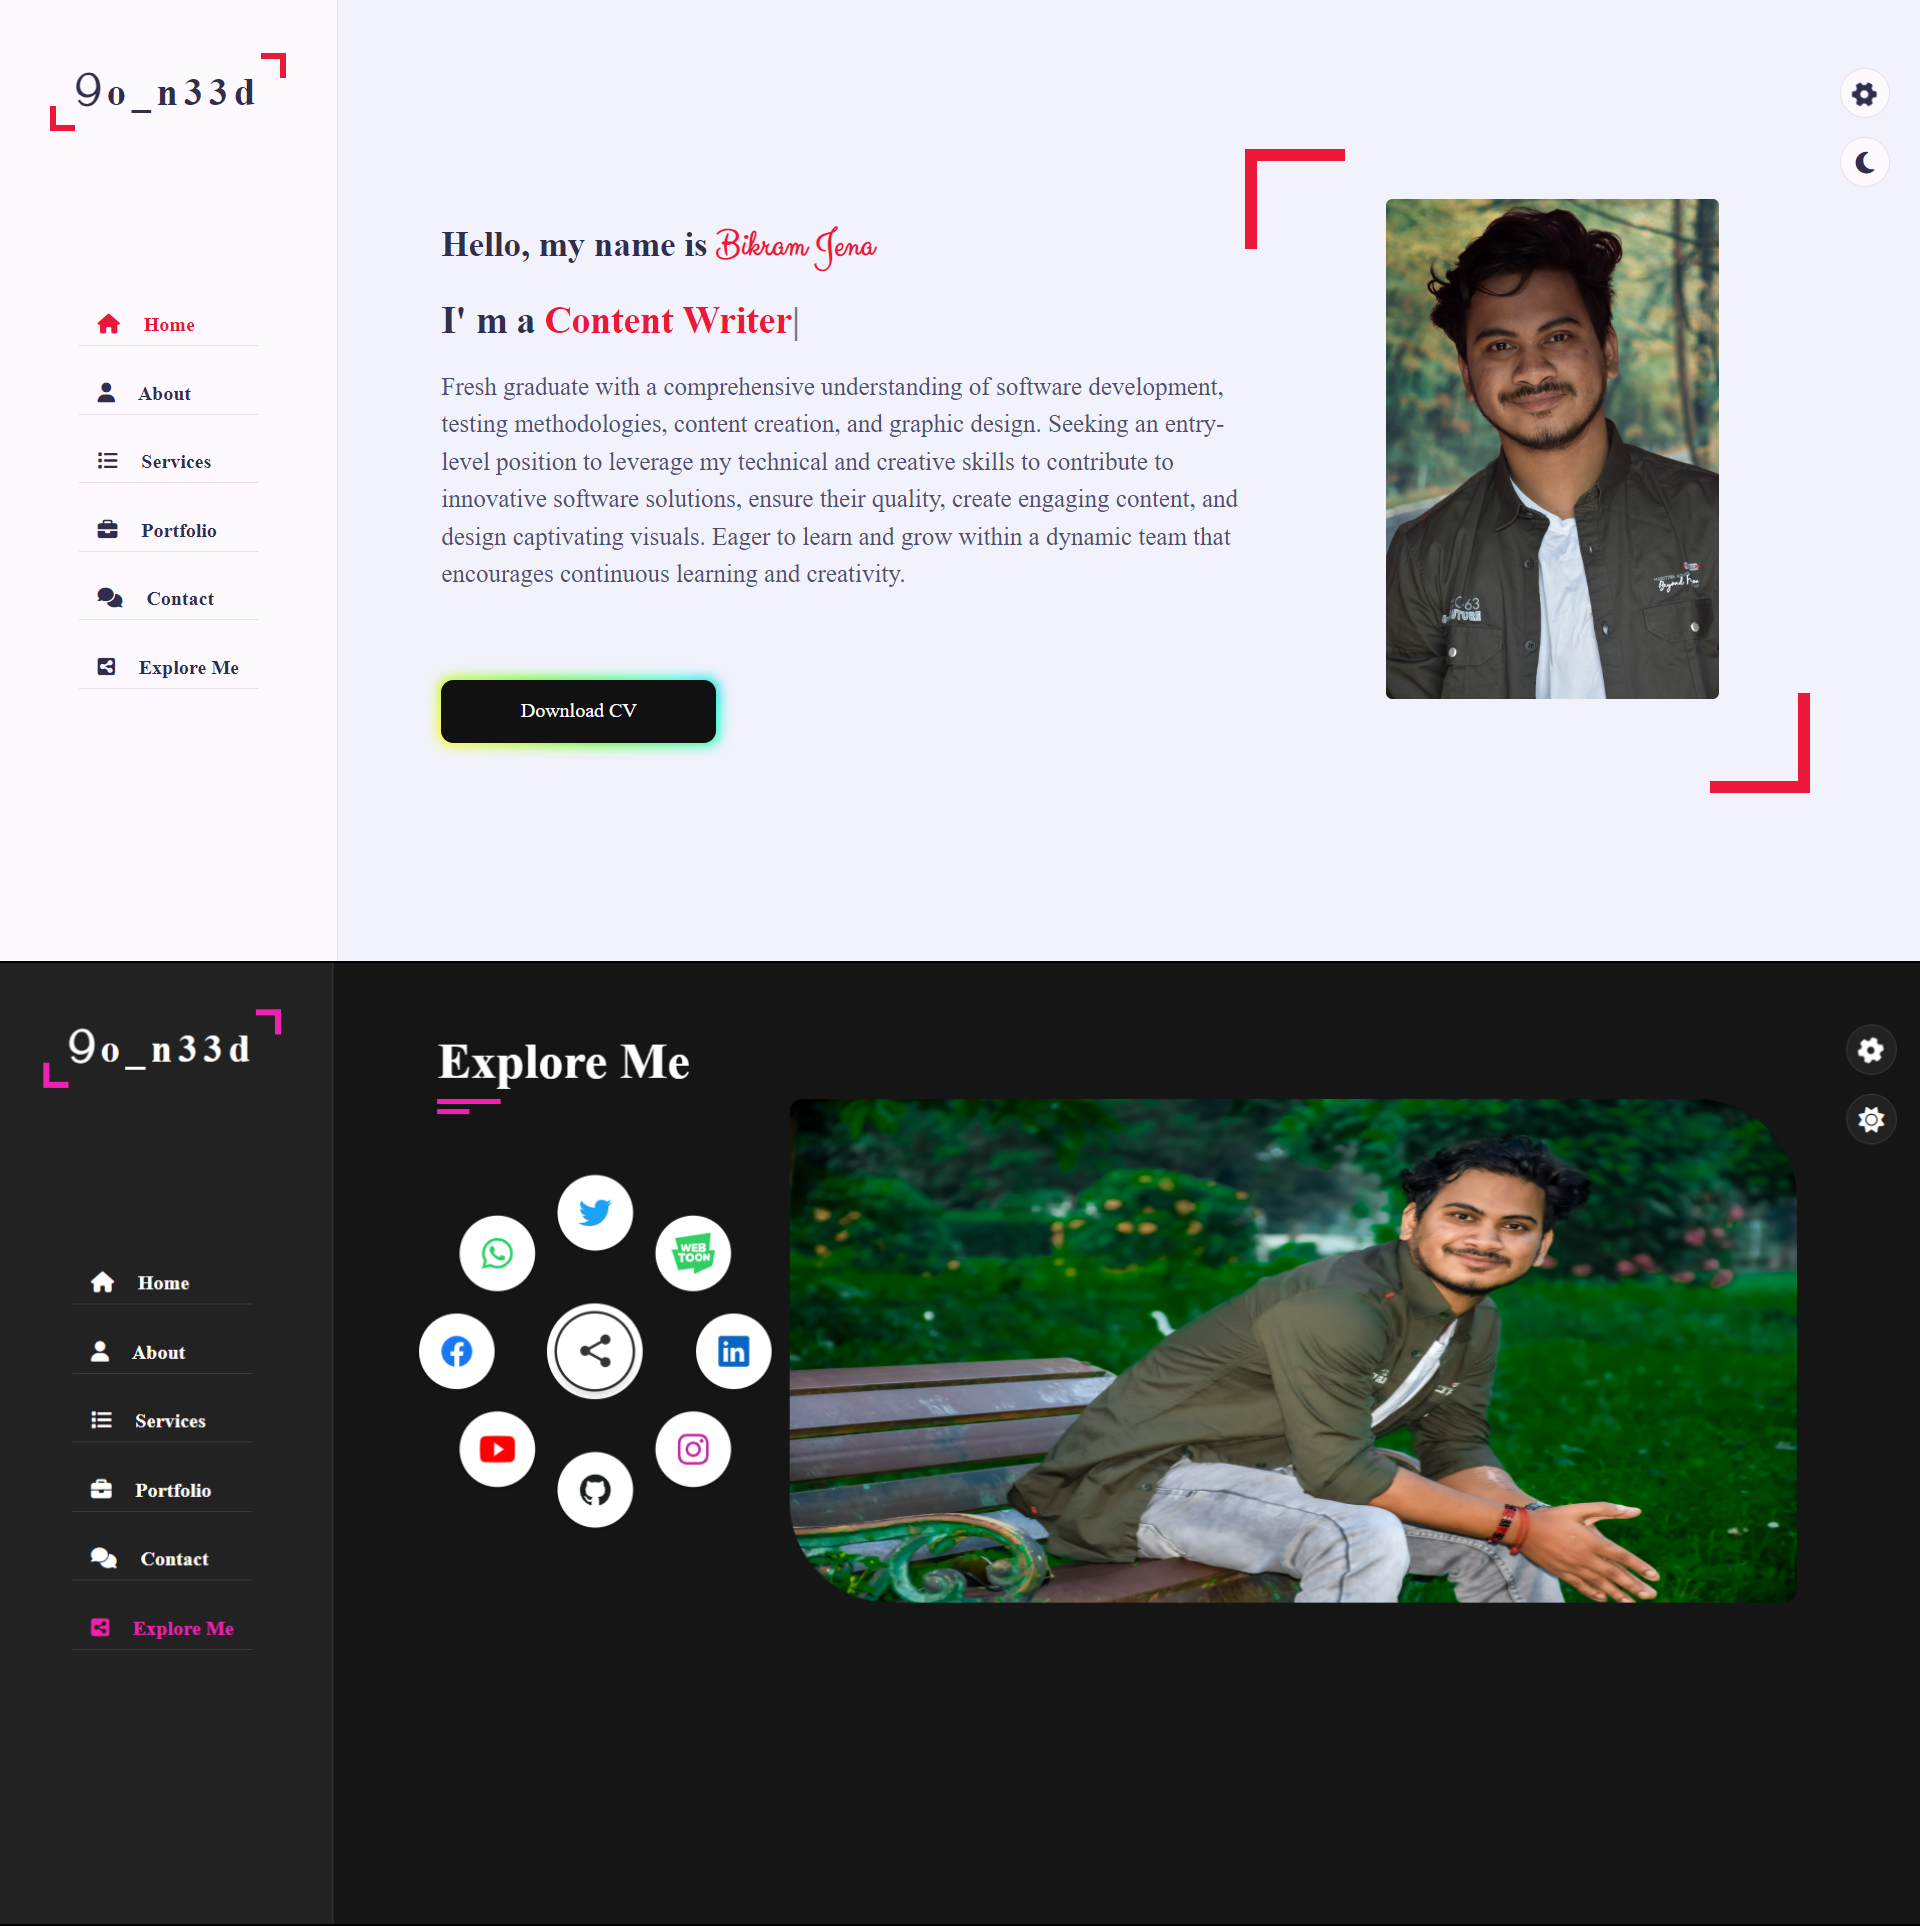 9o_n33d
Home
About
Services
Portfolio
Contact
Explore Me
Hello, my name is Bikram Jena
I' m a Content Writer|
Fresh graduate with a comprehensive understanding of software development,
testing methodologies, content creation, and graphic design. Seeking an entry-
level position to leverage my technical and creative skills to contribute to
innovative software solutions, ensure their quality, create engaging content, and
design captivating visuals. Eager to learn and grow within a dynamic team that
encourages continuous learning and creativity.
Download CV
9o_n33d
Home
About
Services
Portfolio
Contact
Explore Me
Explore Me
WEB
TOON
in